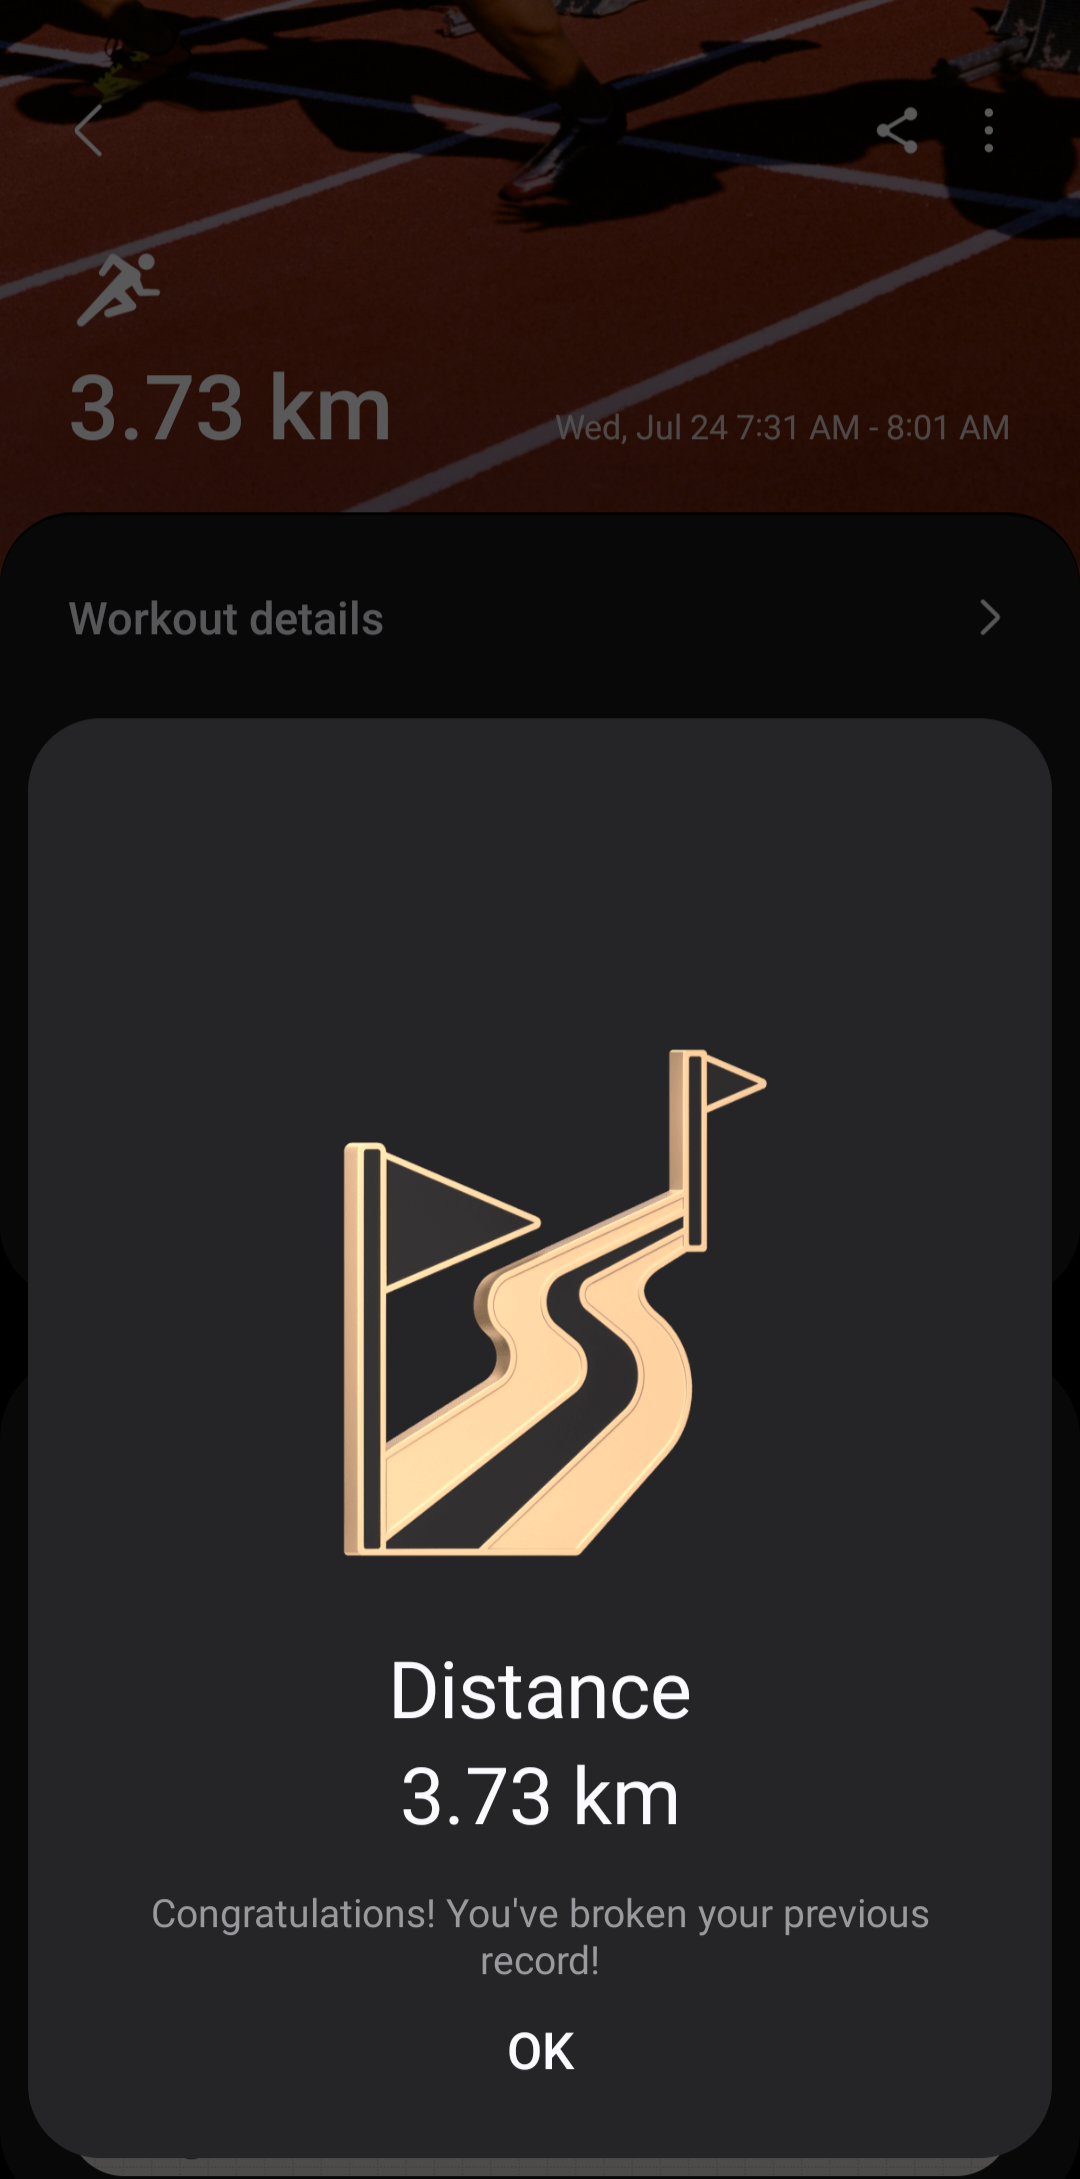 3.73 km
Wed, Jul 24 7:31 AM - 8:01 AM
Workout details
Distance
3.73 km
Congratulations! You've broken your previous
record!
OK